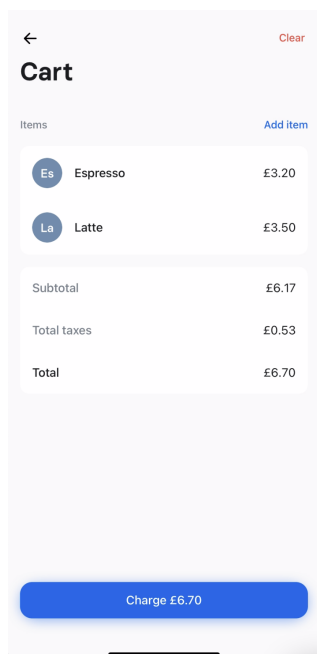 Clear
Cart
Items Add item
Es Espresso £3.20
La Latte £3.50
Subtotal £6.17
Total taxes £0.53
Total £6.70
Charge £6.70